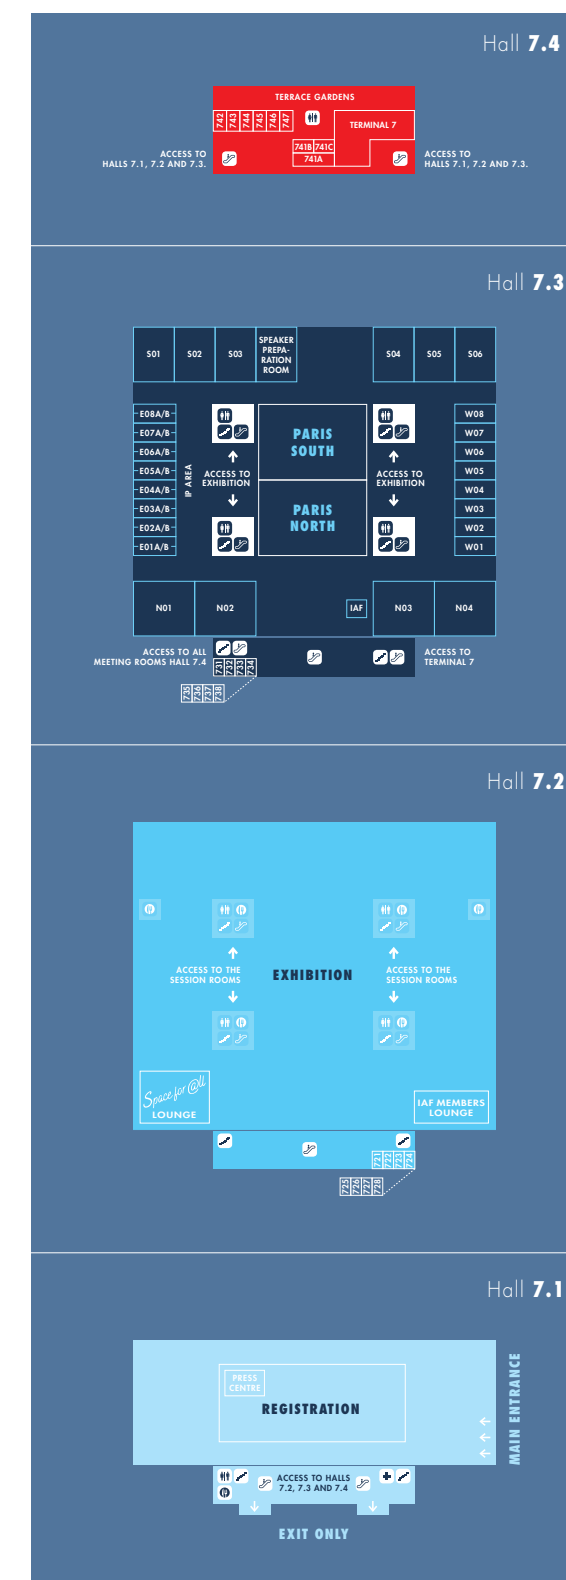 Hall 7.4
TERRACE GARDENS
742
743
744
745
746
747
TERMINAL 7
741B 741C
741A
ACCESS TO
HALLS 7.1, 7.2 AND 7.3.
ACCESS TO
HALLS 7.1, 7.2 AND 7.3.
Hall 7.3
S01
S02
S03
SPEAKER
PREPA-
RATION
ROOM
S04
S05
S06
E08A/B
E07A/B
E06A/B
E05A/B
E04A/B
E03A/B
E02A/B
E01A/B
IP AREA
ACCESS TO
EXHIBITION
PARIS
SOUTH
PARIS
NORTH
ACCESS TO
EXHIBITION
W08
W07
W06
W05
W04
W03
W02
W01
N01
N02
IAF
N03
N04
ACCESS TO ALL
MEETING ROOMS HALL 7.4
731
732
733
734
735
736
737
738
ACCESS TO
TERMINAL 7
Hall 7.2
ACCESS TO THE
SESSION ROOMS
EXHIBITION
ACCESS TO THE
SESSION ROOMS
Space for @ll
LOUNGE
IAF MEMBERS
LOUNGE
721
722
723
724
725
726
727
728
Hall 7.1
PRESS
CENTRE
REGISTRATION
MAIN ENTRANCE
ACCESS TO HALLS
7.2, 7.3 AND 7.4
EXIT ONLY